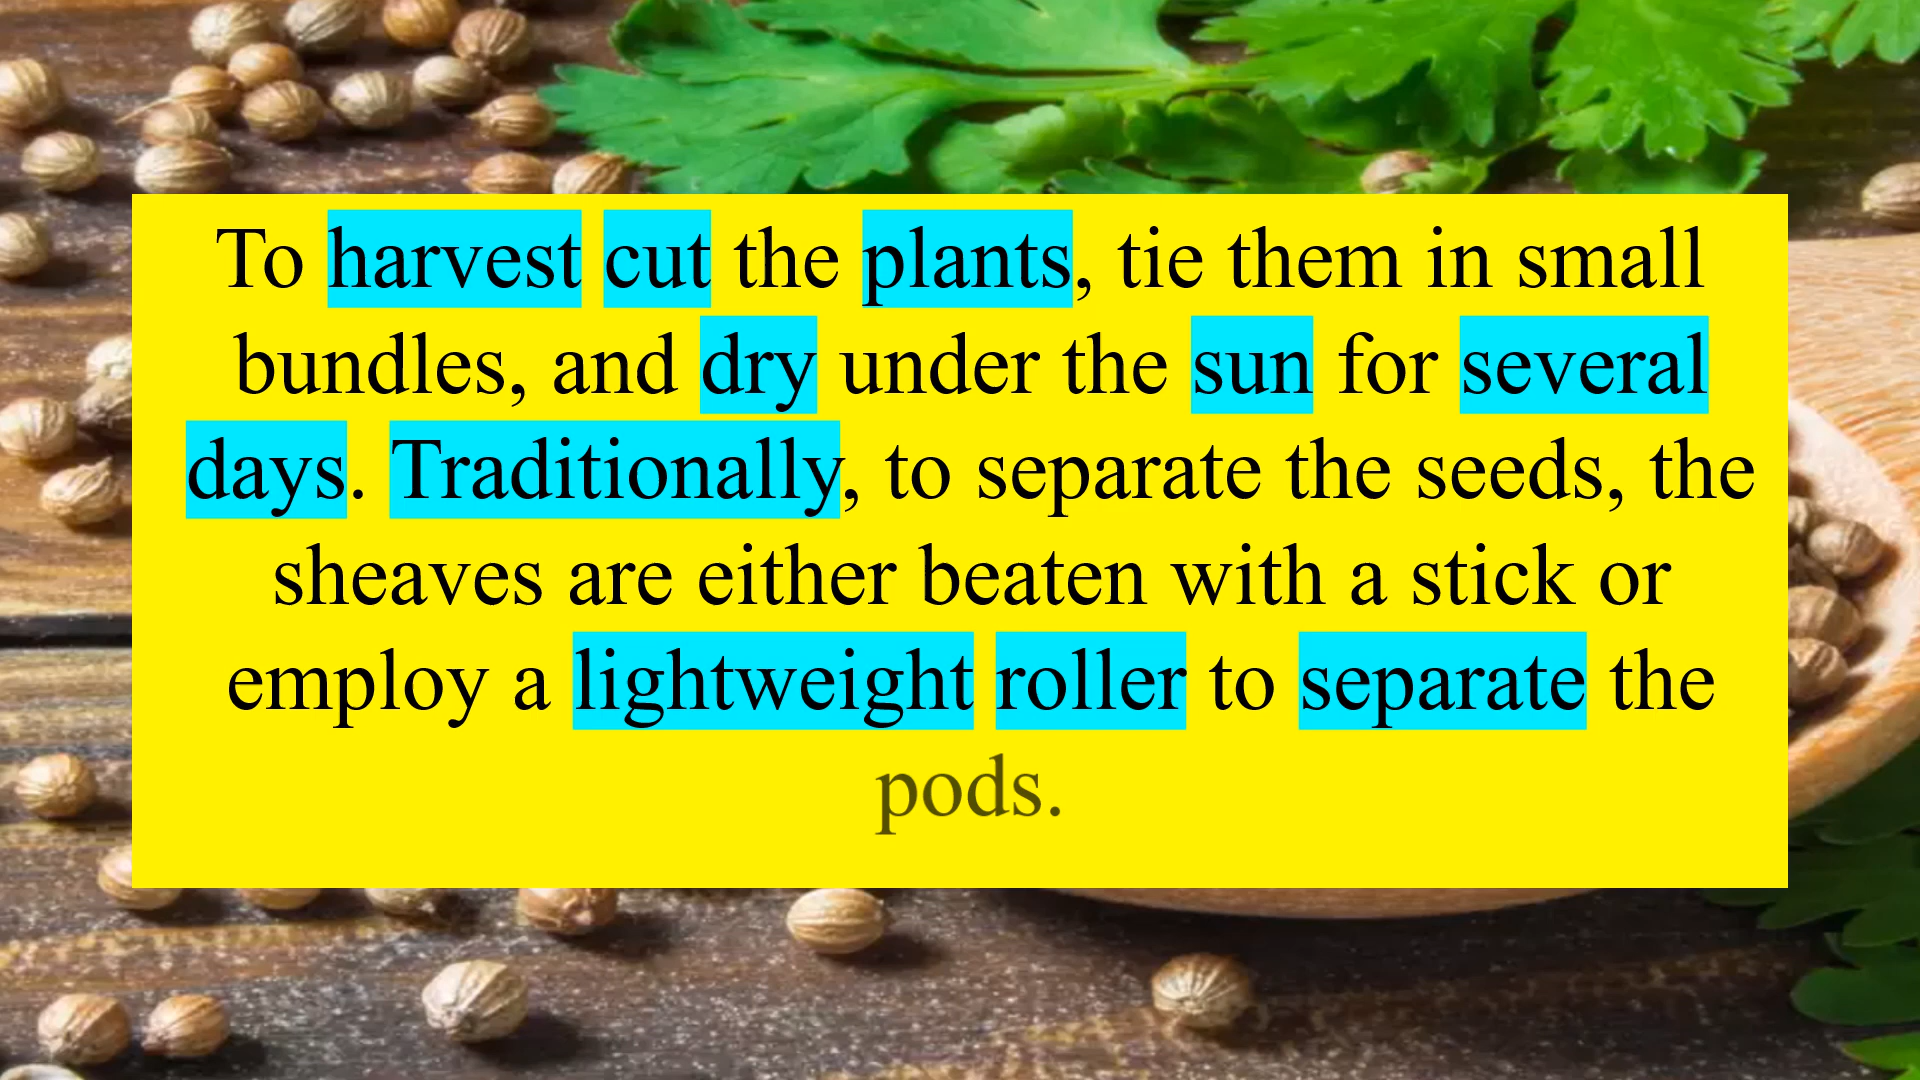 To harvest cut the plants, tie them in small
bundles, and dry under the sun for several
days. Traditionally, to separate the seeds, the
sheaves are either beaten with a stick or
employ a lightweight roller to separate the
pods.